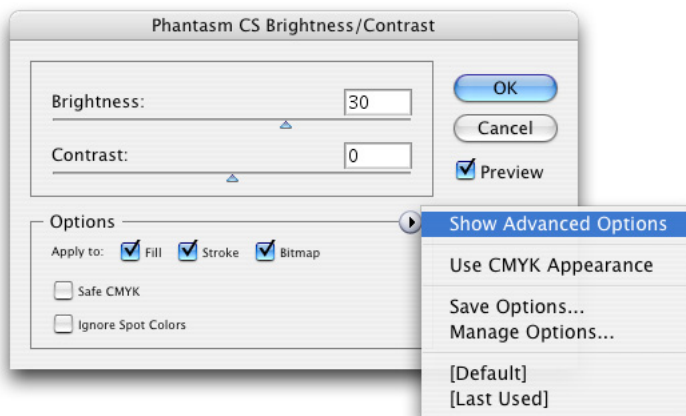 Phantasm CS Brightness/Contrast
Brightness: 30
Contrast: 0
OK
Cancel
Preview
Options
Apply to: Fill Stroke Bitmap
Safe CMYK
Ignore Spot Colors
Show Advanced Options
Use CMYK Appearance
Save Options...
Manage Options...
[Default]
[Last Used]